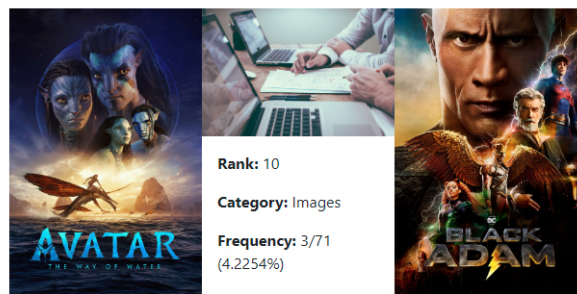 AVATAR
THE WAY OF WATER
Rank: 10
Category: Images
Frequency: 3/71
(4.2254%)
DC
BLACK
ADAM